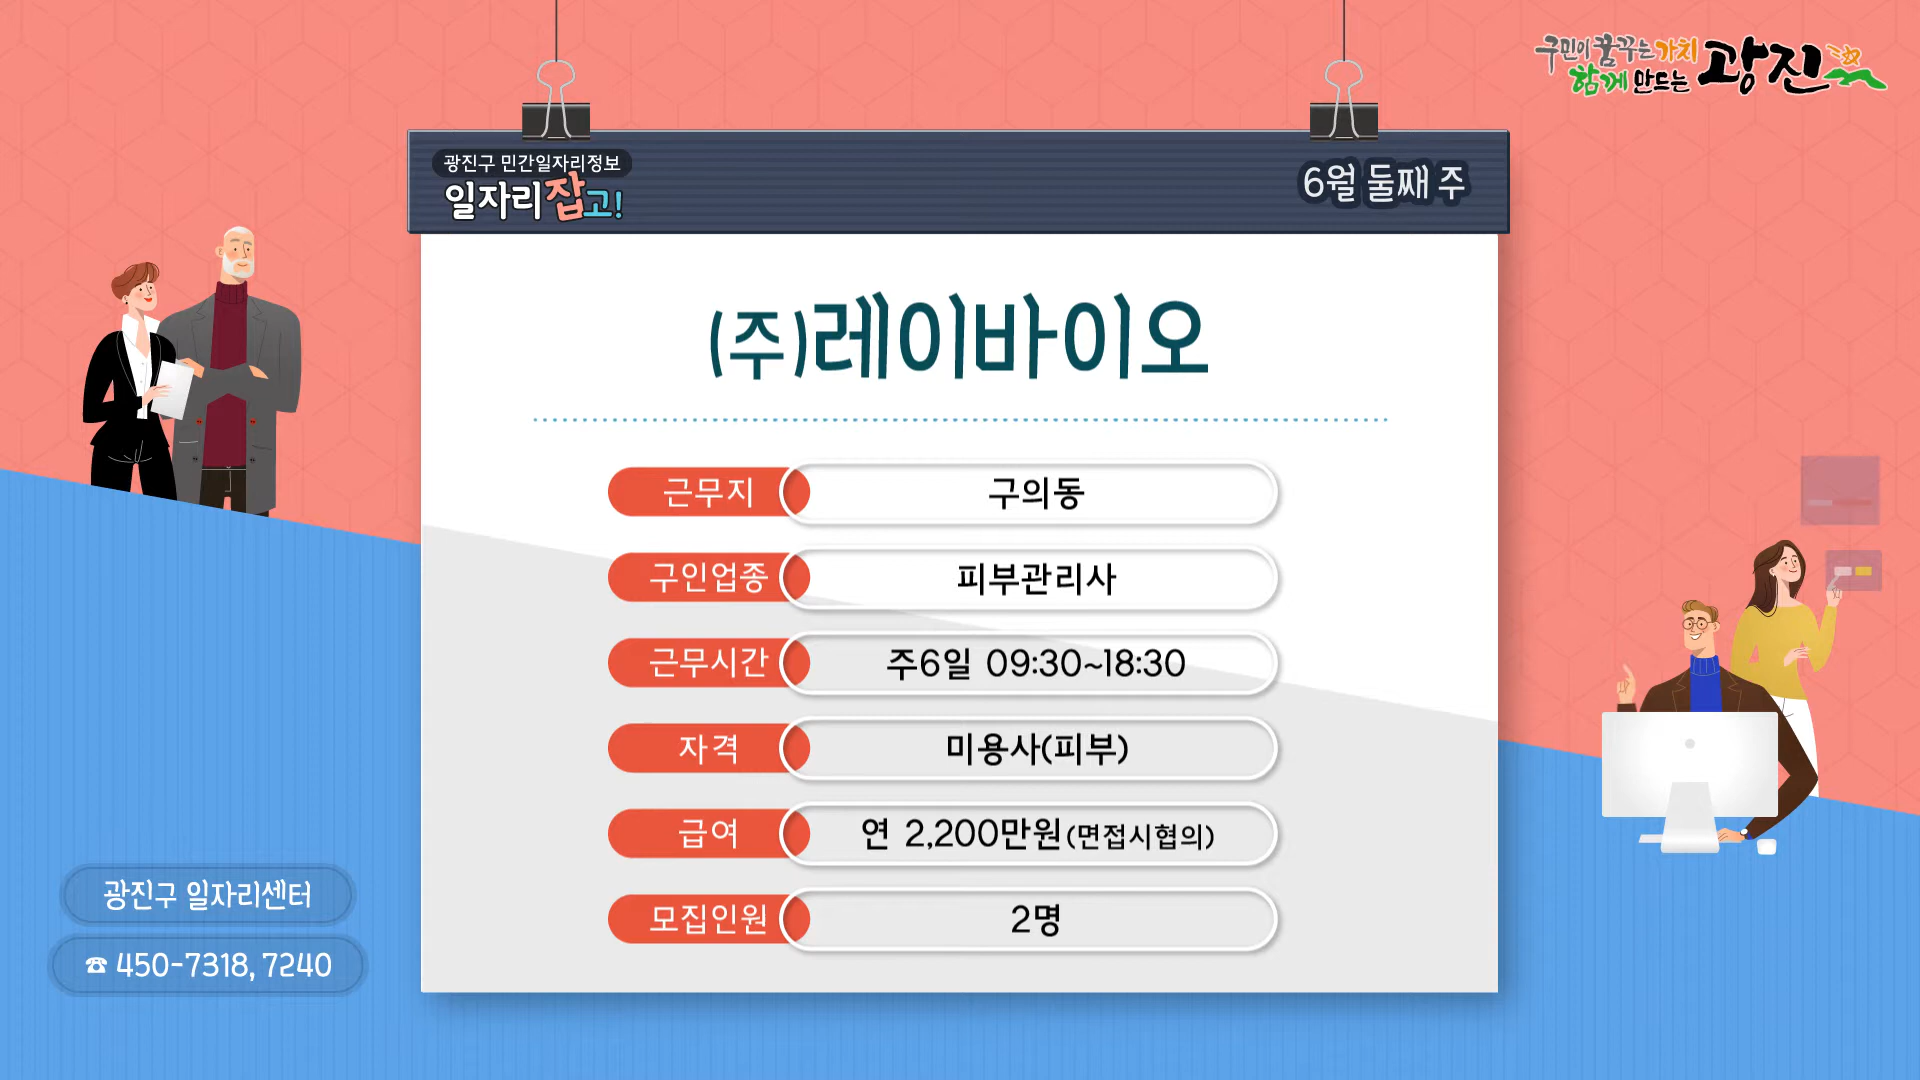 구민이 꿈꾸는 가치
함께 만드는 광진
광진구 민간일자리정보
일자리잡고!
6월 둘째 주
(주)레이바이오
근무지 구의동
구인업종 피부관리사
근무시간 주6일 09:30~18:30
자격 미용사(피부)
급여 연 2,200만원(면접시협의)
모집인원 2명
광진구 일자리센터
☎ 450-7318, 7240